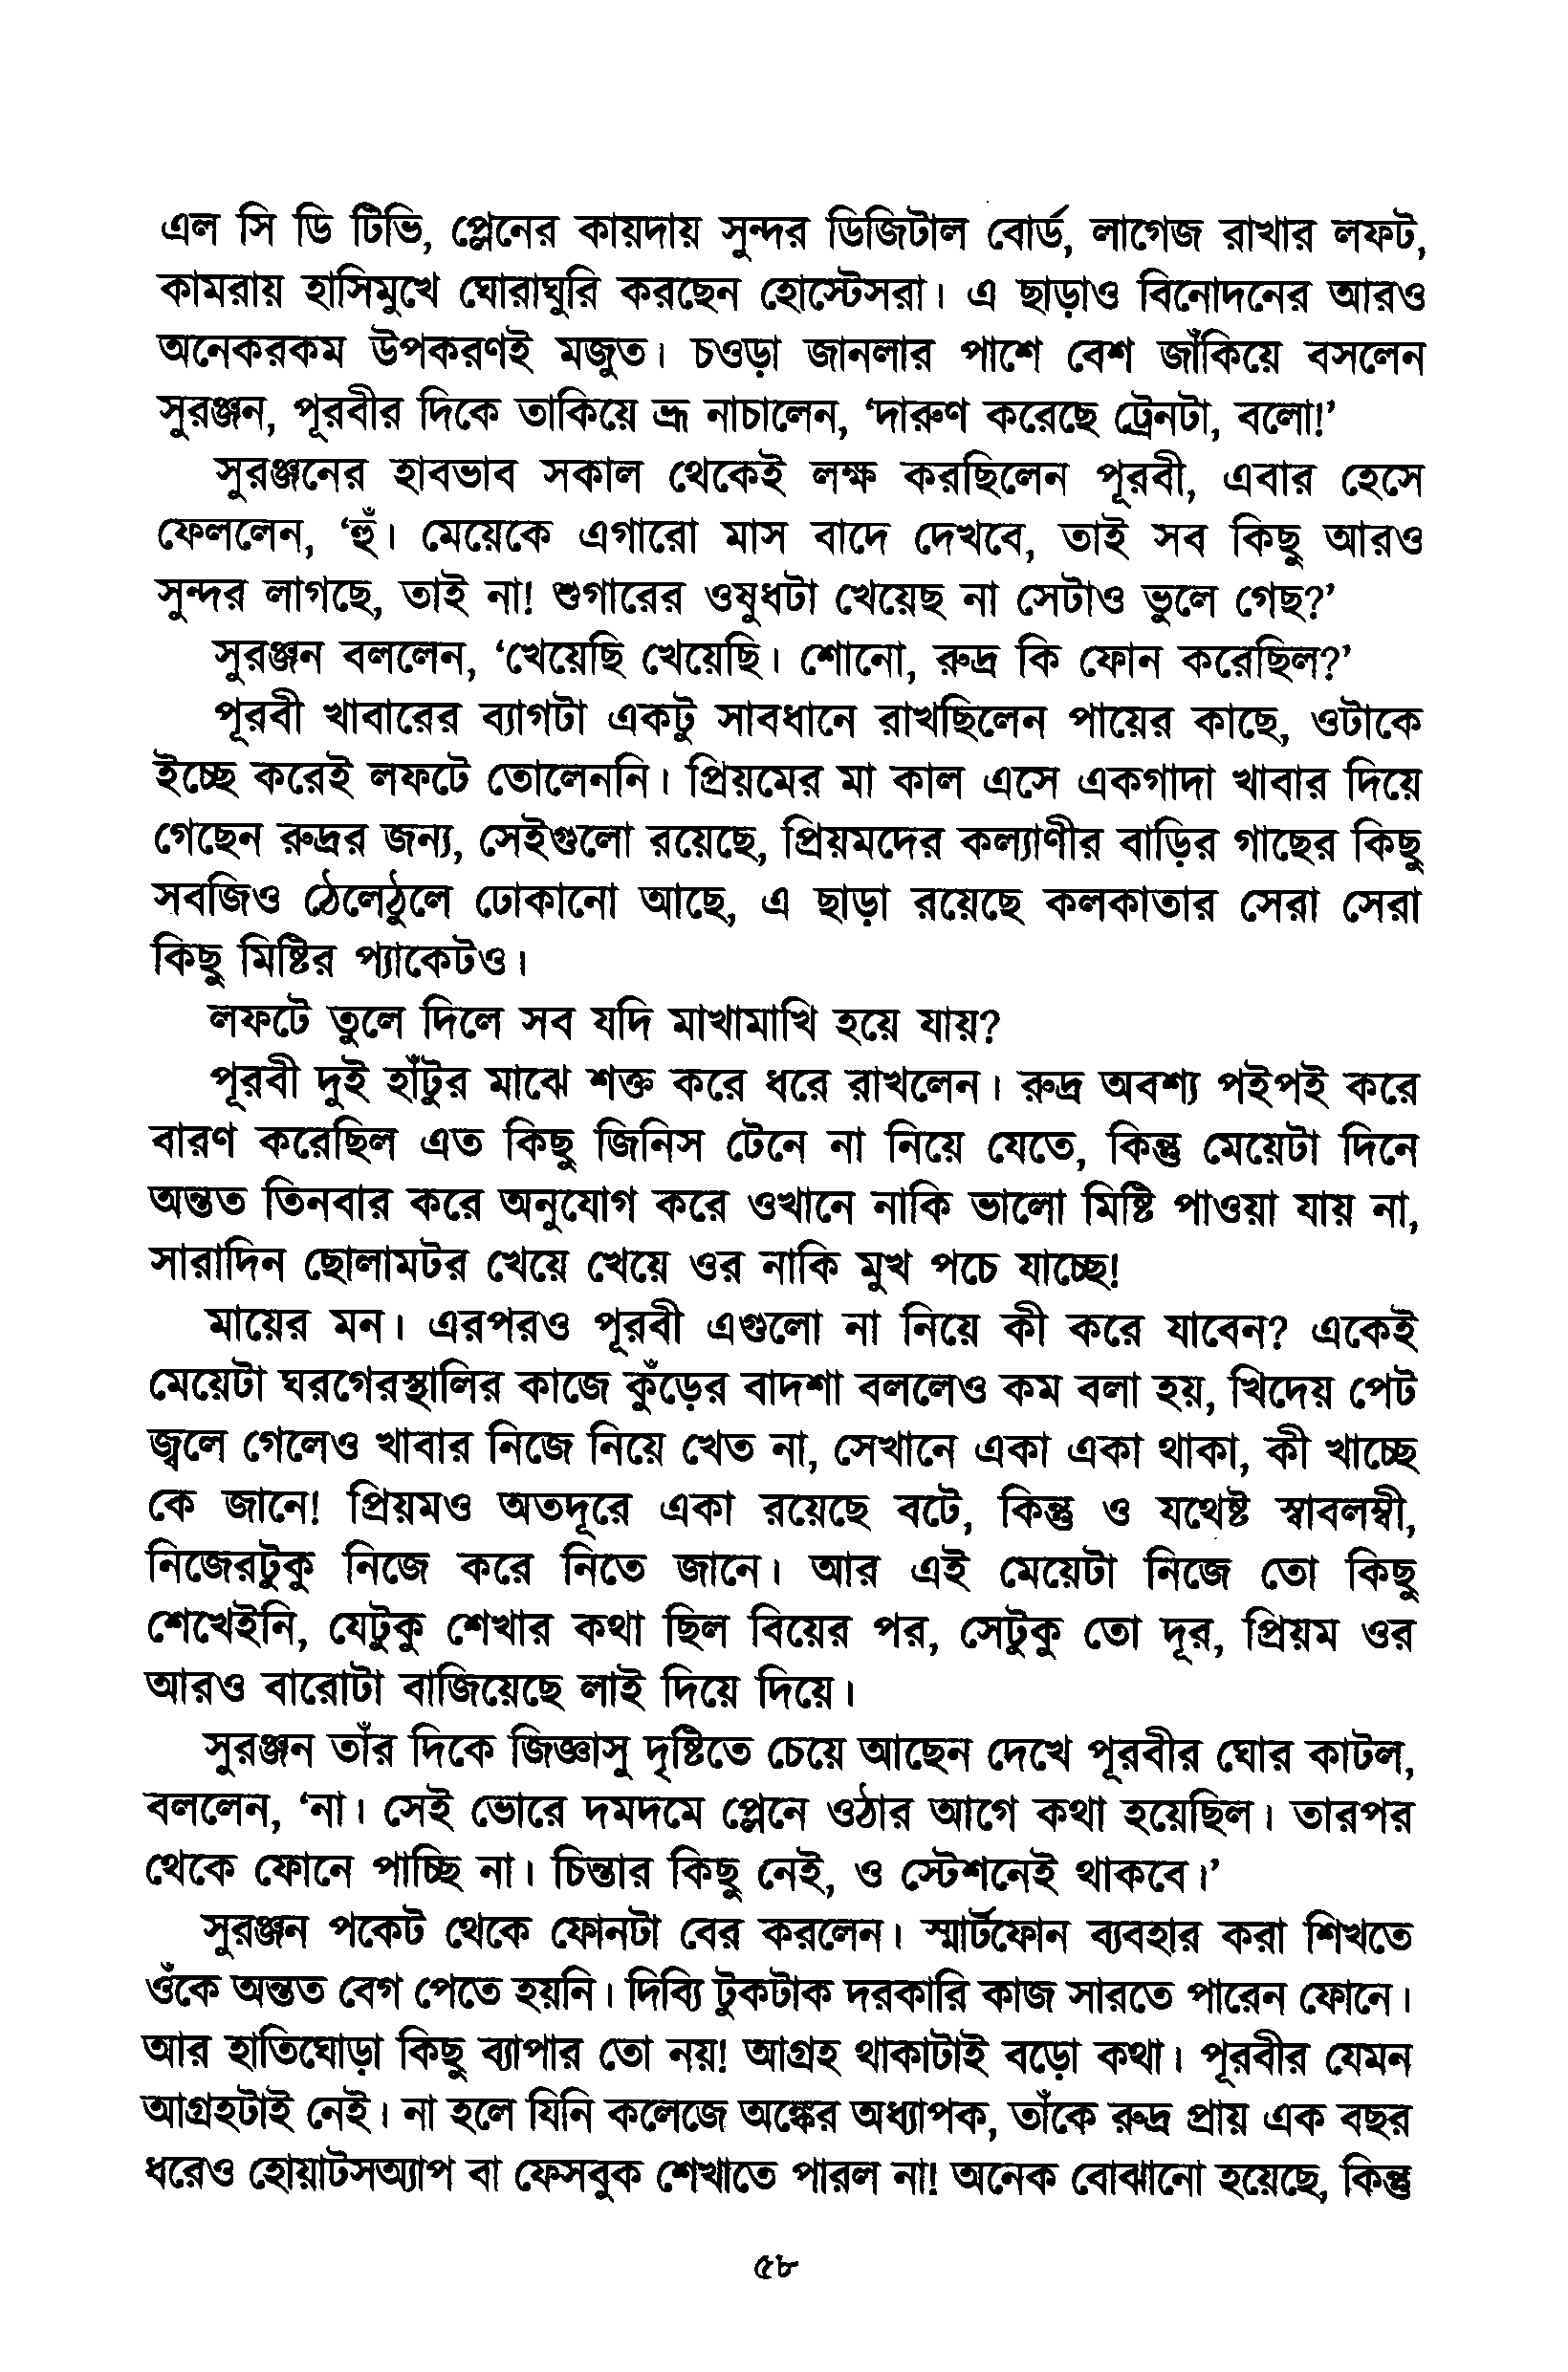 এল সি ডি টিভি, প্লেনের কায়দায় সুন্দর ডিজিটাল বোর্ড, লাগেজ রাখার লফট,
কামরায় হাসিমুখে ঘোরাঘুরি করছেন হোস্টেসরা। এ ছাড়াও বিনোদনের আরও
অনেকরকম উপকরণই মজুত। চওড়া জানলার পাশে বেশ জাঁকিয়ে বসলেন
সুরঞ্জন, পূরবীর দিকে তাকিয়ে ভ্রূ নাচালেন, ‘দারুণ করেছে ট্রেনটা, বলো!’
সুরঞ্জনের হাবভাব সকাল থেকেই লক্ষ করছিলেন পূরবী, এবার হেসে
ফেললেন, ‘হুঁ। মেয়েকে এগারো মাস বাদে দেখবে, তাই সব কিছু আরও
সুন্দর লাগছে, তাই না! শুগারের ওষুধটা খেয়েছ না সেটাও ভুলে গেছ?’
সুরঞ্জন বললেন, ‘খেয়েছি খেয়েছি। শোনো, রুদ্র কি ফোন করেছিল?’
পূরবী খাবারের ব্যাগটা একটু সাবধানে রাখছিলেন পায়ের কাছে, ওটাকে
ইচ্ছে করেই লফটে তোলেননি। প্রিয়মের মা কাল এসে একগাদা খাবার দিয়ে
গেছেন রুদ্রর জন্য, সেইগুলো রয়েছে, প্রিয়মদের কল্যাণীর বাড়ির গাছের কিছু
সবজিও ঠেলেঠুলে ঢোকানো আছে, এ ছাড়া রয়েছে কলকাতার সেরা সেরা
কিছু মিষ্টির প্যাকেটও।
লফটে তুলে দিলে সব যদি মাখামাখি হয়ে যায়?
পূরবী দুই হাঁটুর মাঝে শক্ত করে ধরে রাখলেন। রুদ্র অবশ্য পইপই করে
বারণ করেছিল এত কিছু জিনিস টেনে না নিয়ে যেতে, কিন্তু মেয়েটা দিনে
অন্তত তিনবার করে অনুযোগ করে ওখানে নাকি ভালো মিষ্টি পাওয়া যায় না,
সারাদিন ছোলামটর খেয়ে খেয়ে ওর নাকি মুখ পচে যাচ্ছে!
মায়ের মন। এরপরও পূরবী এগুলো না নিয়ে কী করে যাবেন? একেই
মেয়েটা ঘরগেরস্থালির কাজে কুঁড়ের বাদশা বললেও কম বলা হয়, খিদেয় পেট
জ্বলে গেলেও খাবার নিজে নিয়ে খেত না, সেখানে একা একা থাকা, কী খাচ্ছে
কে জানে! প্রিয়মও অতদূরে একা রয়েছে বটে, কিন্তু ও যথেষ্ট স্বাবলম্বী,
নিজেরটুকু নিজে করে নিতে জানে। আর এই মেয়েটা নিজে তো কিছু
শেখেইনি, যেটুকু শেখার কথা ছিল বিয়ের পর, সেটুকু তো দূর, প্রিয়ম ওর
আরও বারোটা বাজিয়েছে লাই দিয়ে দিয়ে।
সুরঞ্জন তাঁর দিকে জিজ্ঞাসু দৃষ্টিতে চেয়ে আছেন দেখে পূরবীর ঘোর কাটল,
বললেন, ‘না। সেই ভোরে দমদমে প্লেনে ওঠার আগে কথা হয়েছিল। তারপর
থেকে ফোনে পাচ্ছি না। চিন্তার কিছু নেই, ও স্টেশনেই থাকবে।’
সুরঞ্জন পকেট থেকে ফোনটা বের করলেন। স্মার্টফোন ব্যবহার করা শিখতে
ওঁকে অন্তত বেগ পেতে হয়নি। দিব্যি টুকটাক দরকারি কাজ সারতে পারেন ফোনে।
আর হাতিঘোড়া কিছু ব্যাপার তো নয়! আগ্রহ থাকাটাই বড়ো কথা। পূরবীর যেমন
আগ্রহটাই নেই। না হলে যিনি কলেজে অঙ্কের অধ্যাপক, তাঁকে রুদ্র প্রায় এক বছর
ধরেও হোয়াটসঅ্যাপ বা ফেসবুক শেখাতে পারল না! অনেক বোঝানো হয়েছে, কিন্তু
৫৮